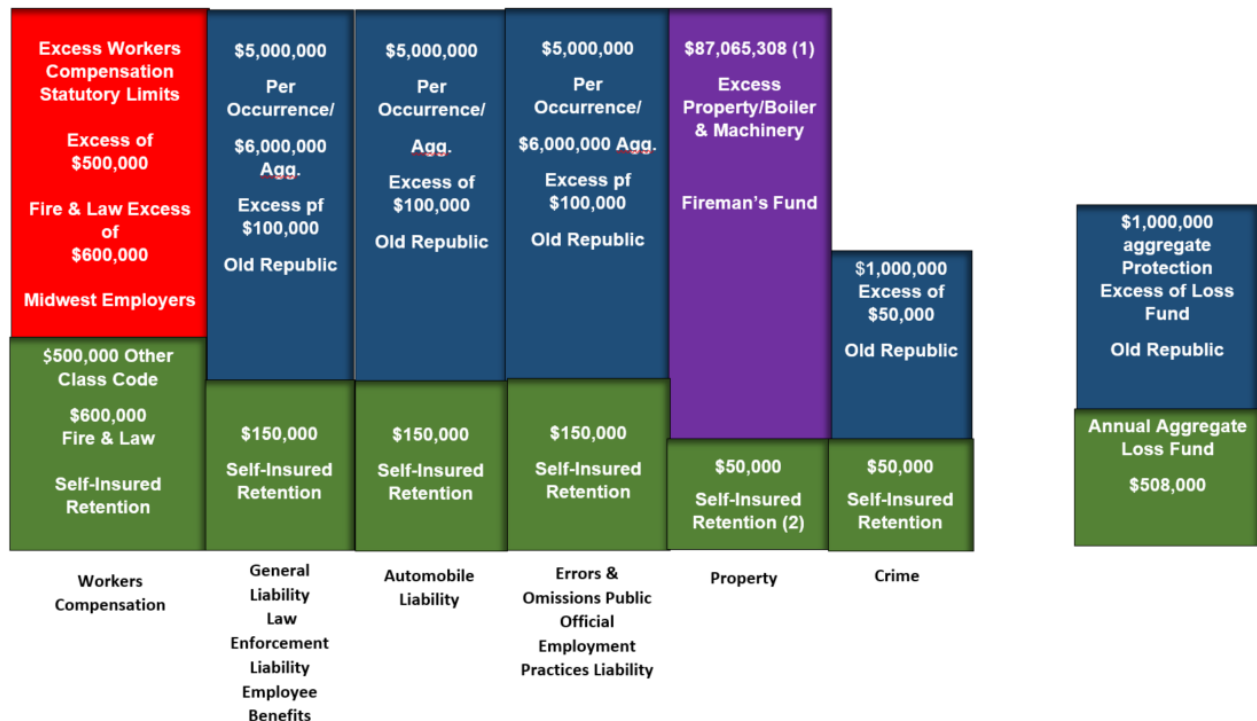 Excess Workers
Compensation
Statutory Limits
Excess of
$500,000
Fire & Law Excess
of
$600,000
Midwest Employers
$500,000 Other
Class Code
$600,000
Fire & Law
Self-Insured
Retention
Workers
Compensation
$5,000,000
Per
Occurrence/
$6,000,000
Agg.
Excess pf
$100,000
Old Republic
$150,000
Self-Insured
Retention
General
Liability
Law
Enforcement
Liability
Employee
Benefits
$5,000,000
Per
Occurrence/
Agg.
Excess of
$100,000
Old Republic
$150,000
Self-Insured
Retention
Automobile
Liability
$5,000,000
Per
Occurrence/
$6,000,000 Agg.
Excess pf
$100,000
Old Republic
$150,000
Self-Insured
Retention
Errors &
Omissions Public
Official
Employment
Practices Liability
$87,065,308 (1)
Excess
Property/Boiler
& Machinery
Fireman's Fund
$50,000
Self-Insured
Retention (2)
Property
$1,000,000
Excess of
$50,000
Old Republic
$50,000
Self-Insured
Retention
Crime
$1,000,000
aggregate
Protection
Excess of Loss
Fund
Old Republic
Annual Aggregate
Loss Fund
$508,000